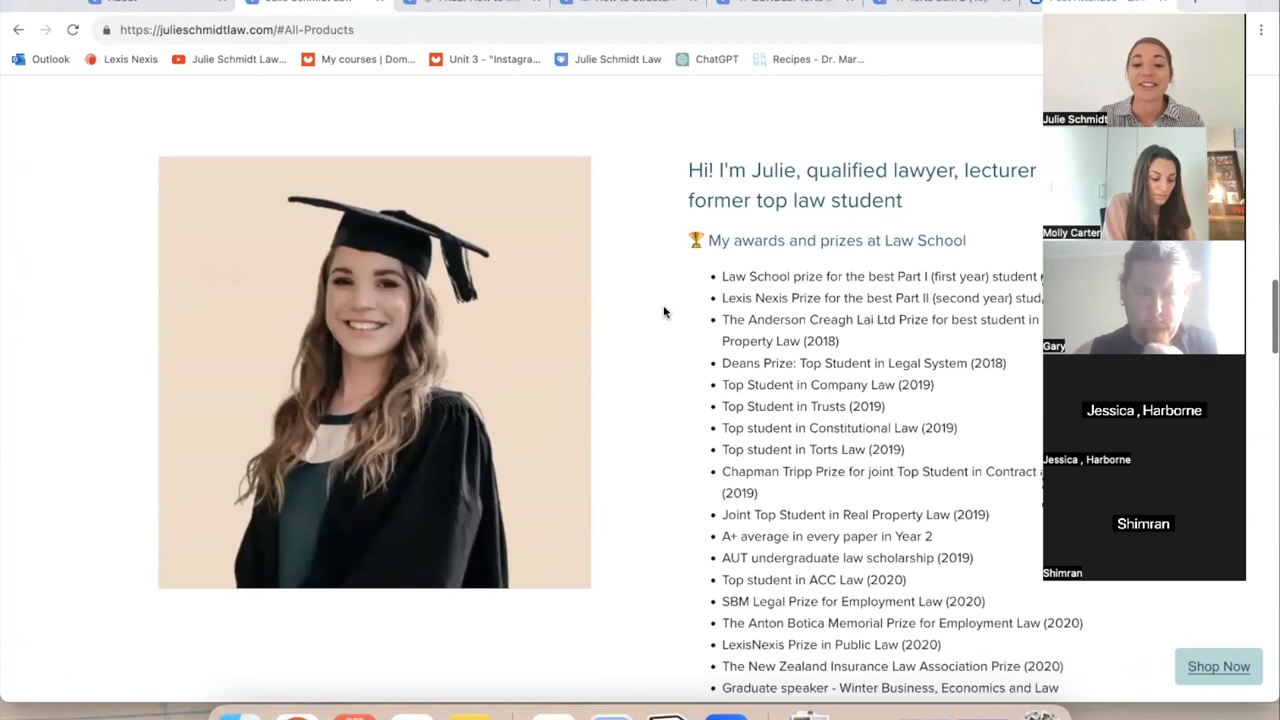 https://julieschmidtlaw.com/#All-Products
Outlook
Lexis Nexis
Julie Schmidt Law...
My courses | Dom...
Unit 3 - "Instagra...
Julie Schmidt Law
ChatGPT
Recipes - Dr. Mar...
Hi! I'm Julie, qualified lawyer, lecturer
former top law student
My awards and prizes at Law School
Law School prize for the best Part I (first year) student
Lexis Nexis Prize for the best Part II (second year)
The Anderson Creagh Lai Ltd Prize for best student in
Property Law (2018)
Deans Prize: Top Student in Legal System (2018)
Top Student in Company Law (2019)
Top Student in Trusts (2019)
Top student in Constitutional Law (2019)
Top student in Torts Law (2019)
Chapman Tripp Prize for joint Top Student in Contract
(2019)
Joint Top Student in Real Property Law (2019)
A+ average in every paper in Year 2
AUT undergraduate law scholarship (2019)
Top student in ACC Law (2020)
SBM Legal Prize for Employment Law (2020)
The Anton Botica Memorial Prize for Employment Law (2020)
LexisNexis Prize in Public Law (2020)
The New Zealand Insurance Law Association Prize (2020)
Graduate speaker - Winter Business, Economics and Law
Shop Now
Julie Schmidt
Molly Carter
Gary
Jessica , Harborne
Jessica , Harborne
Shimran
Shimran